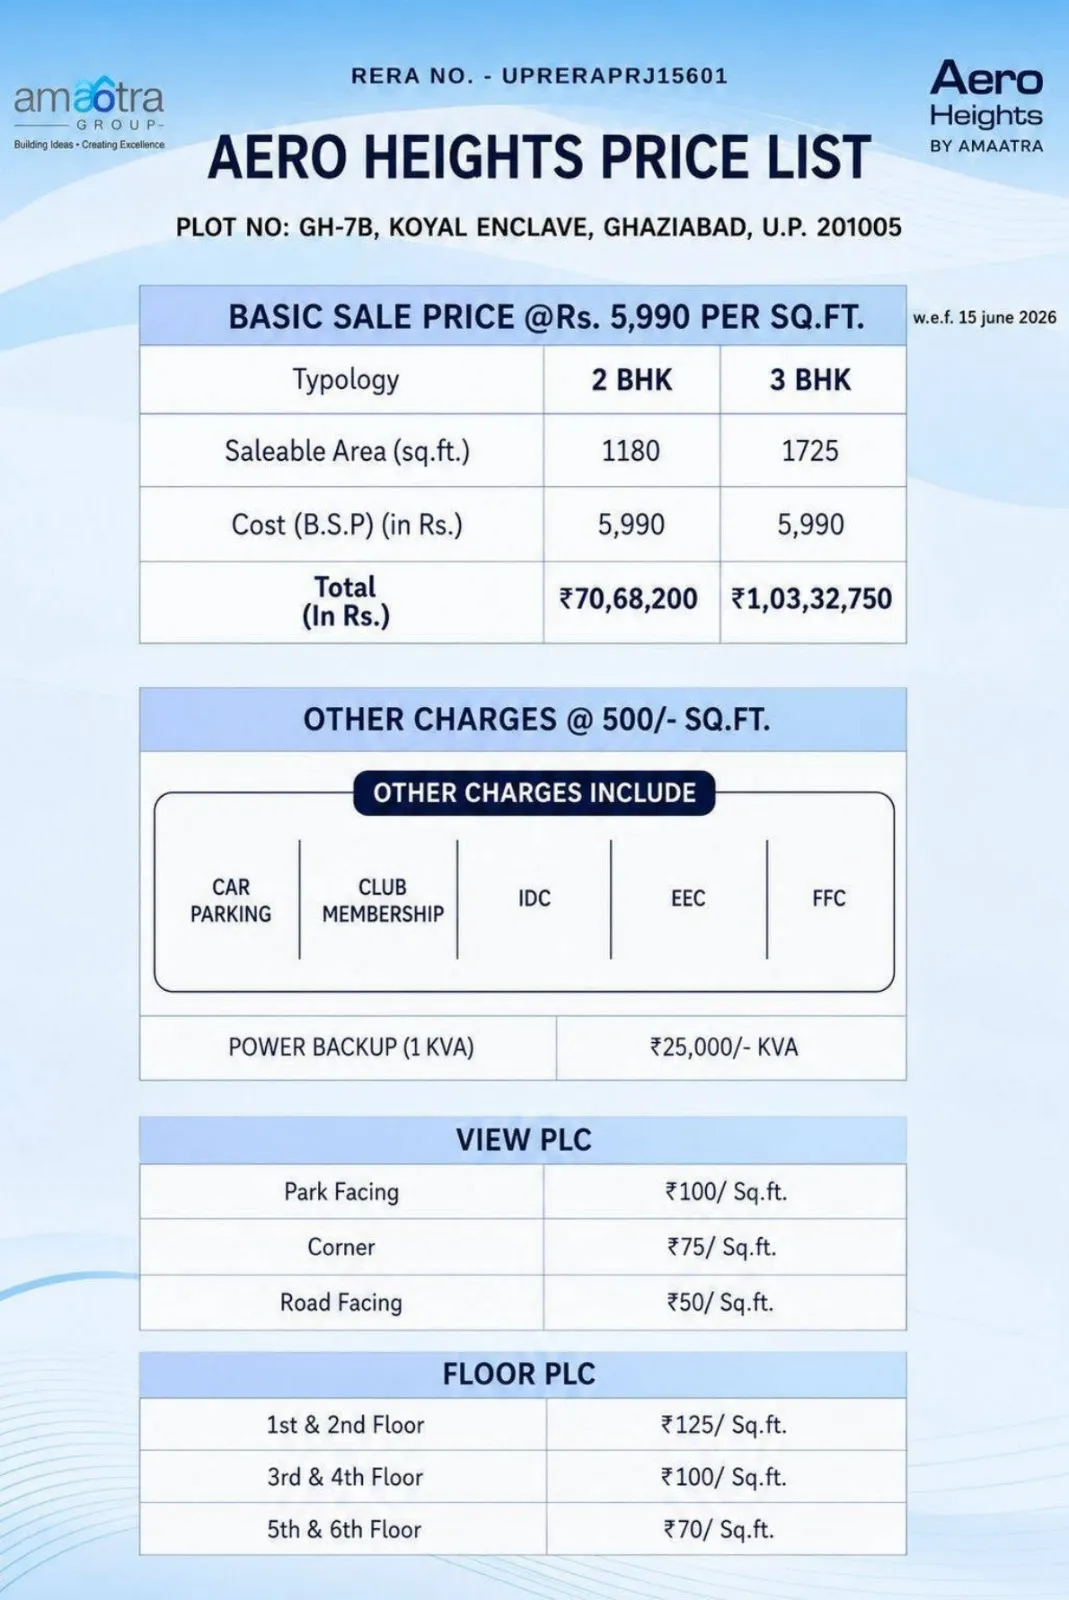 RERA NO. - UPRERAPRJ15601
amaatra
GROUP
Building Ideas • Creating Excellence
Aero
Heights
BY AMAATRA
AERO HEIGHTS PRICE LIST
PLOT NO: GH-7B, KOYAL ENCLAVE, GHAZIABAD, U.P. 201005
BASIC SALE PRICE @Rs. 5,990 PER SQ.FT.
w.e.f. 15 june 2026
Typology 2 BHK 3 BHK
Saleable Area (sq.ft.) 1180 1725
Cost (B.S.P) (in Rs.) 5,990 5,990
Total
(In Rs.) ₹70,68,200 ₹1,03,32,750
OTHER CHARGES @ 500/- SQ.FT.
OTHER CHARGES INCLUDE
CAR
PARKING
CLUB
MEMBERSHIP
IDC
EEC
FFC
POWER BACKUP (1 KVA) ₹25,000/- KVA
VIEW PLC
Park Facing ₹100/ Sq.ft.
Corner ₹75/ Sq.ft.
Road Facing ₹50/ Sq.ft.
FLOOR PLC
1st & 2nd Floor ₹125/ Sq.ft.
3rd & 4th Floor ₹100/ Sq.ft.
5th & 6th Floor ₹70/ Sq.ft.